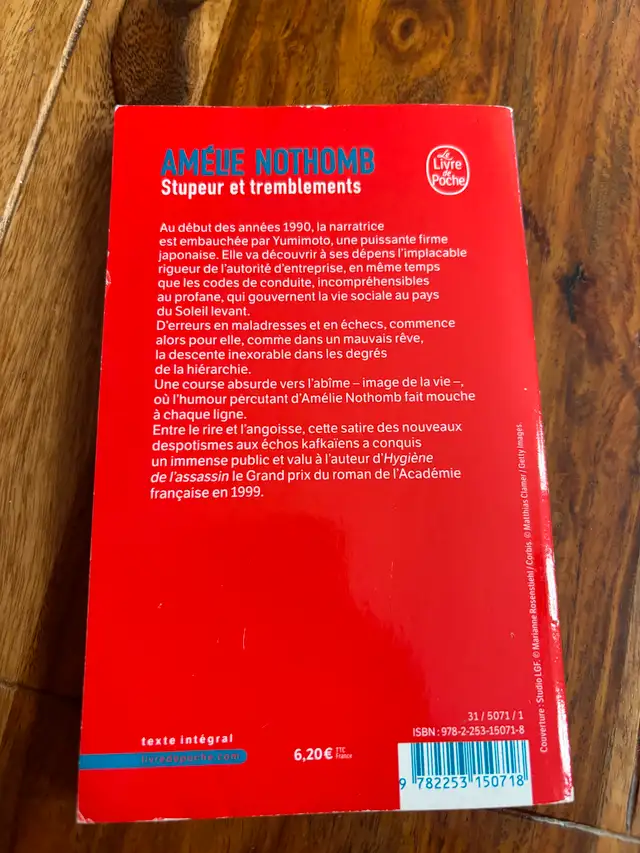 AMÉLIE NOTHOMB
Stupeur et tremblements
Le
Livre
de
Poche
Au début des années 1990, la narratrice
est embauchée par Yumimoto, une puissante firme
japonaise. Elle va découvrir à ses dépens l'implacable
rigueur de l'autorité d'entreprise, en même temps
que les codes de conduite, incompréhensibles
au profane, qui gouvernent la vie sociale au pays
du Soleil levant.
D'erreurs en maladresses et en échecs, commence
alors pour elle, comme dans un mauvais rêve,
la descente inexorable dans les degrés
de la hiérarchie.
Une course absurde vers l'abîme – image de la vie –,
où l'humour percutant d'Amélie Nothomb fait mouche
à chaque ligne.
Entre le rire et l'angoisse, cette satire des nouveaux
despotismes aux échos kafkaïens a conquis
un immense public et valu à l'auteur d'Hygiène
de l'assassin le Grand prix du roman de l'Académie
française en 1999.
Couverture : Studio LGF. © Marianne Rosenstiehl / Corbis. © Matthias Clamer / Getty Images.
texte intégral
livredepoche.com
6,20 € TTC
France
31 / 5071 / 1
ISBN : 978-2-253-15071-8
9 782253 150718